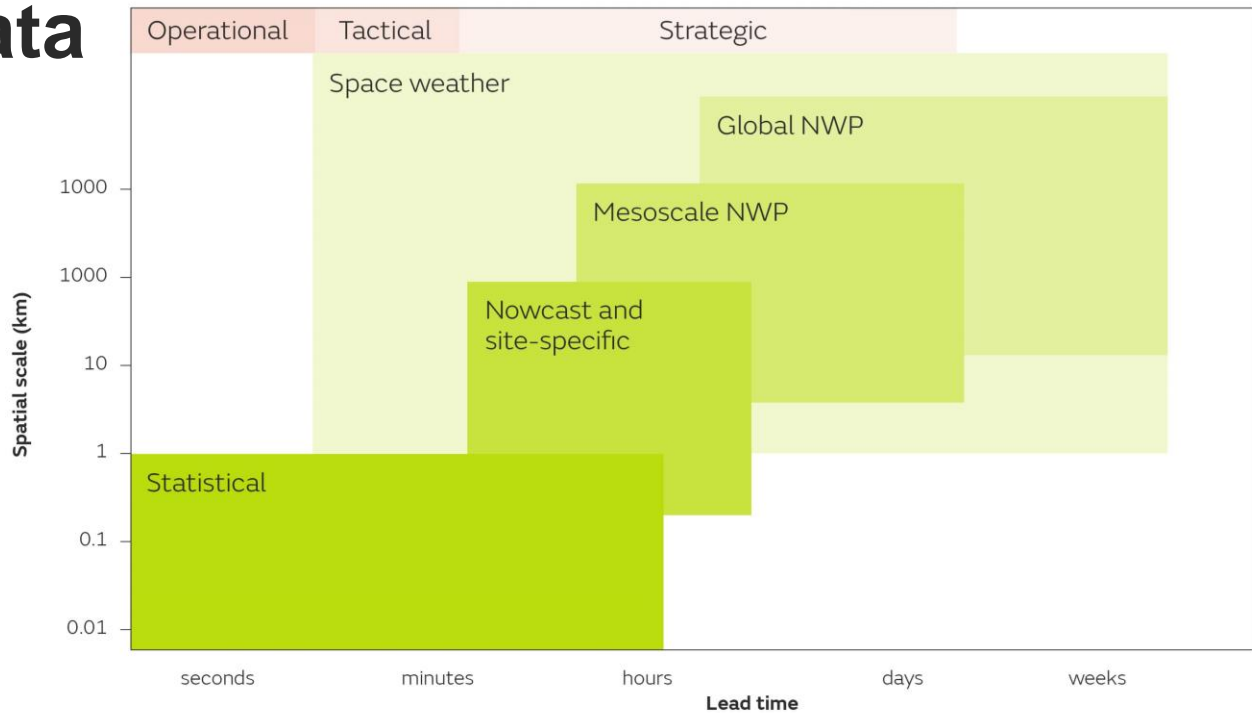 ata
Operational Tactical Strategic
Space weather
Global NWP
1000
Mesoscale NWP
1000
Nowcast and
site-specific
10
1
Statistical
0.1
0.01
Spatial scale (km)
seconds minutes hours days weeks
Lead time